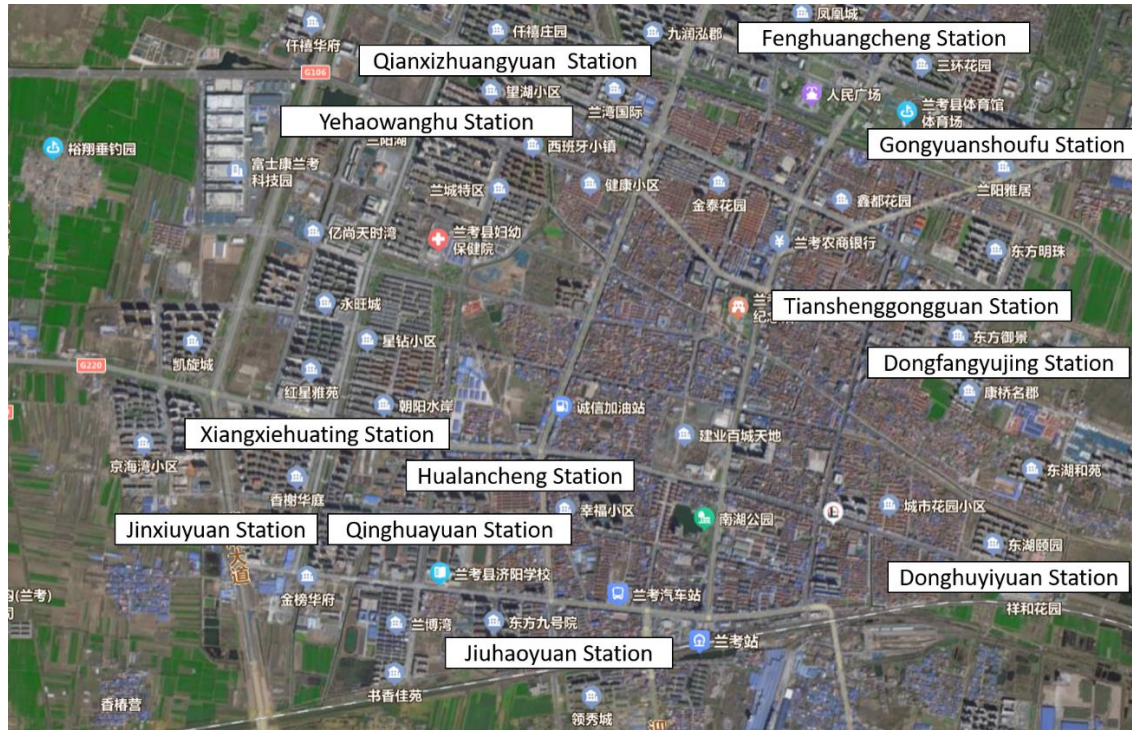 凤凰城
仟禧华府
仟禧庄园
九润泓郡
Fenghuangcheng Station
Qianxizhuangyuan Station
三环花园
G106
望湖小区
兰湾国际
人民广场
兰考县体育馆
体育场
Yehaowanghu Station
三阳湖
西班牙小镇
Gongyuanshoufu Station
裕翔垂钓园
富士康兰考
科技园
兰城特区
健康小区
金泰花园
鑫都花园
兰阳雅居
亿尚天时湾
兰考县妇幼
保健院
兰考农商银行
东方明珠
永旺城
Tianshenggongguan Station
星钻小区
东方御景
凯旋城
G220
红星雅苑
Dongfangyujing Station
康桥名郡
朝阳水岸
诚信加油站
Xiangxiehuating Station
建业百城天地
京海湾小区
Hualancheng Station
东湖和苑
香榭华庭
幸福小区
南湖公园
城市花园小区
Jinxiuyuan Station
Qinghuayuan Station
东湖颐园
大道
兰考县济阳学校
金榜华府
Donghuyiyuan Station
(兰考)
司
兰考汽车站
祥和花园
兰博湾
东方九号院
兰考站
Jiuhaoyuan Station
书香佳苑
香椿营
领秀城